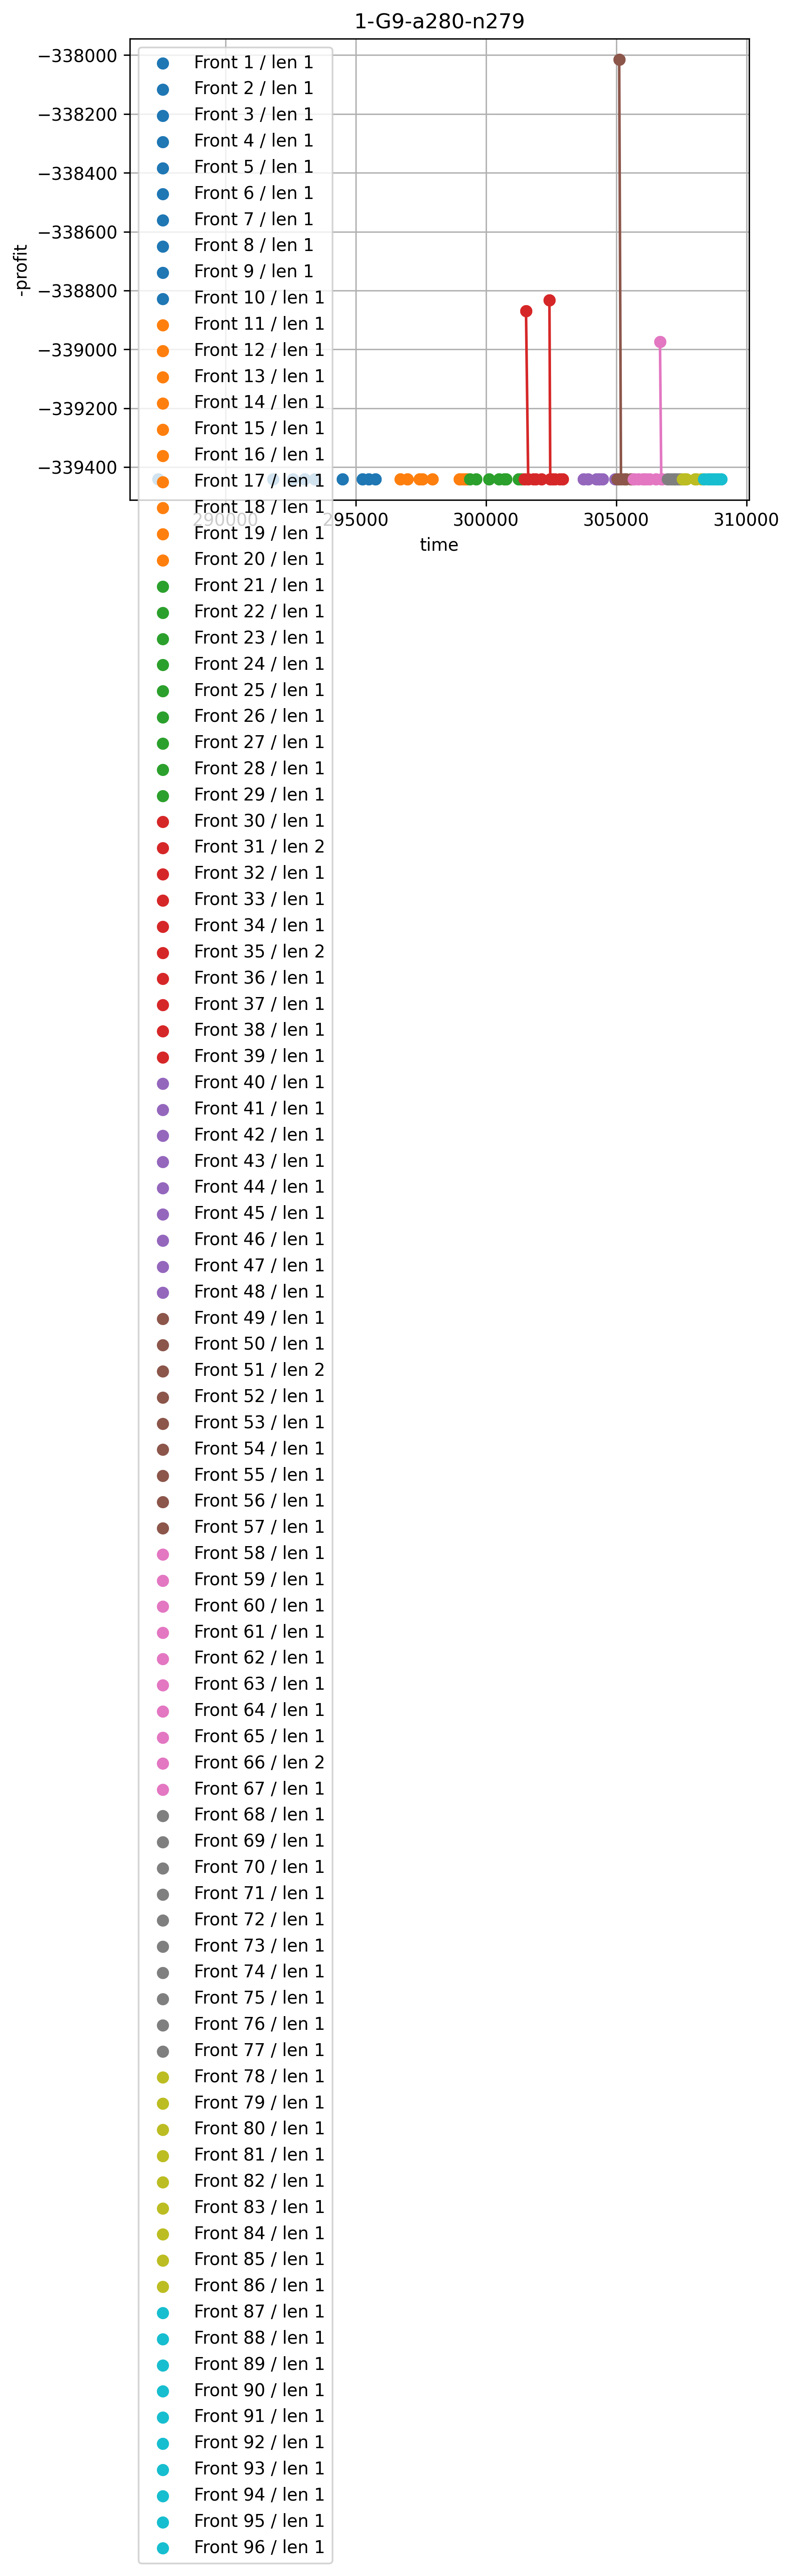 1-G9-a280-n279
−338000
−338200
−338400
−338600
−338800
−339000
−339200
−339400
-profit
290000
295000
300000
305000
310000
time
Front 1 / len 1
Front 2 / len 1
Front 3 / len 1
Front 4 / len 1
Front 5 / len 1
Front 6 / len 1
Front 7 / len 1
Front 8 / len 1
Front 9 / len 1
Front 10 / len 1
Front 11 / len 1
Front 12 / len 1
Front 13 / len 1
Front 14 / len 1
Front 15 / len 1
Front 16 / len 1
Front 17 / len 1
Front 18 / len 1
Front 19 / len 1
Front 20 / len 1
Front 21 / len 1
Front 22 / len 1
Front 23 / len 1
Front 24 / len 1
Front 25 / len 1
Front 26 / len 1
Front 27 / len 1
Front 28 / len 1
Front 29 / len 1
Front 30 / len 1
Front 31 / len 2
Front 32 / len 1
Front 33 / len 1
Front 34 / len 1
Front 35 / len 2
Front 36 / len 1
Front 37 / len 1
Front 38 / len 1
Front 39 / len 1
Front 40 / len 1
Front 41 / len 1
Front 42 / len 1
Front 43 / len 1
Front 44 / len 1
Front 45 / len 1
Front 46 / len 1
Front 47 / len 1
Front 48 / len 1
Front 49 / len 1
Front 50 / len 1
Front 51 / len 2
Front 52 / len 1
Front 53 / len 1
Front 54 / len 1
Front 55 / len 1
Front 56 / len 1
Front 57 / len 1
Front 58 / len 1
Front 59 / len 1
Front 60 / len 1
Front 61 / len 1
Front 62 / len 1
Front 63 / len 1
Front 64 / len 1
Front 65 / len 1
Front 66 / len 2
Front 67 / len 1
Front 68 / len 1
Front 69 / len 1
Front 70 / len 1
Front 71 / len 1
Front 72 / len 1
Front 73 / len 1
Front 74 / len 1
Front 75 / len 1
Front 76 / len 1
Front 77 / len 1
Front 78 / len 1
Front 79 / len 1
Front 80 / len 1
Front 81 / len 1
Front 82 / len 1
Front 83 / len 1
Front 84 / len 1
Front 85 / len 1
Front 86 / len 1
Front 87 / len 1
Front 88 / len 1
Front 89 / len 1
Front 90 / len 1
Front 91 / len 1
Front 92 / len 1
Front 93 / len 1
Front 94 / len 1
Front 95 / len 1
Front 96 / len 1